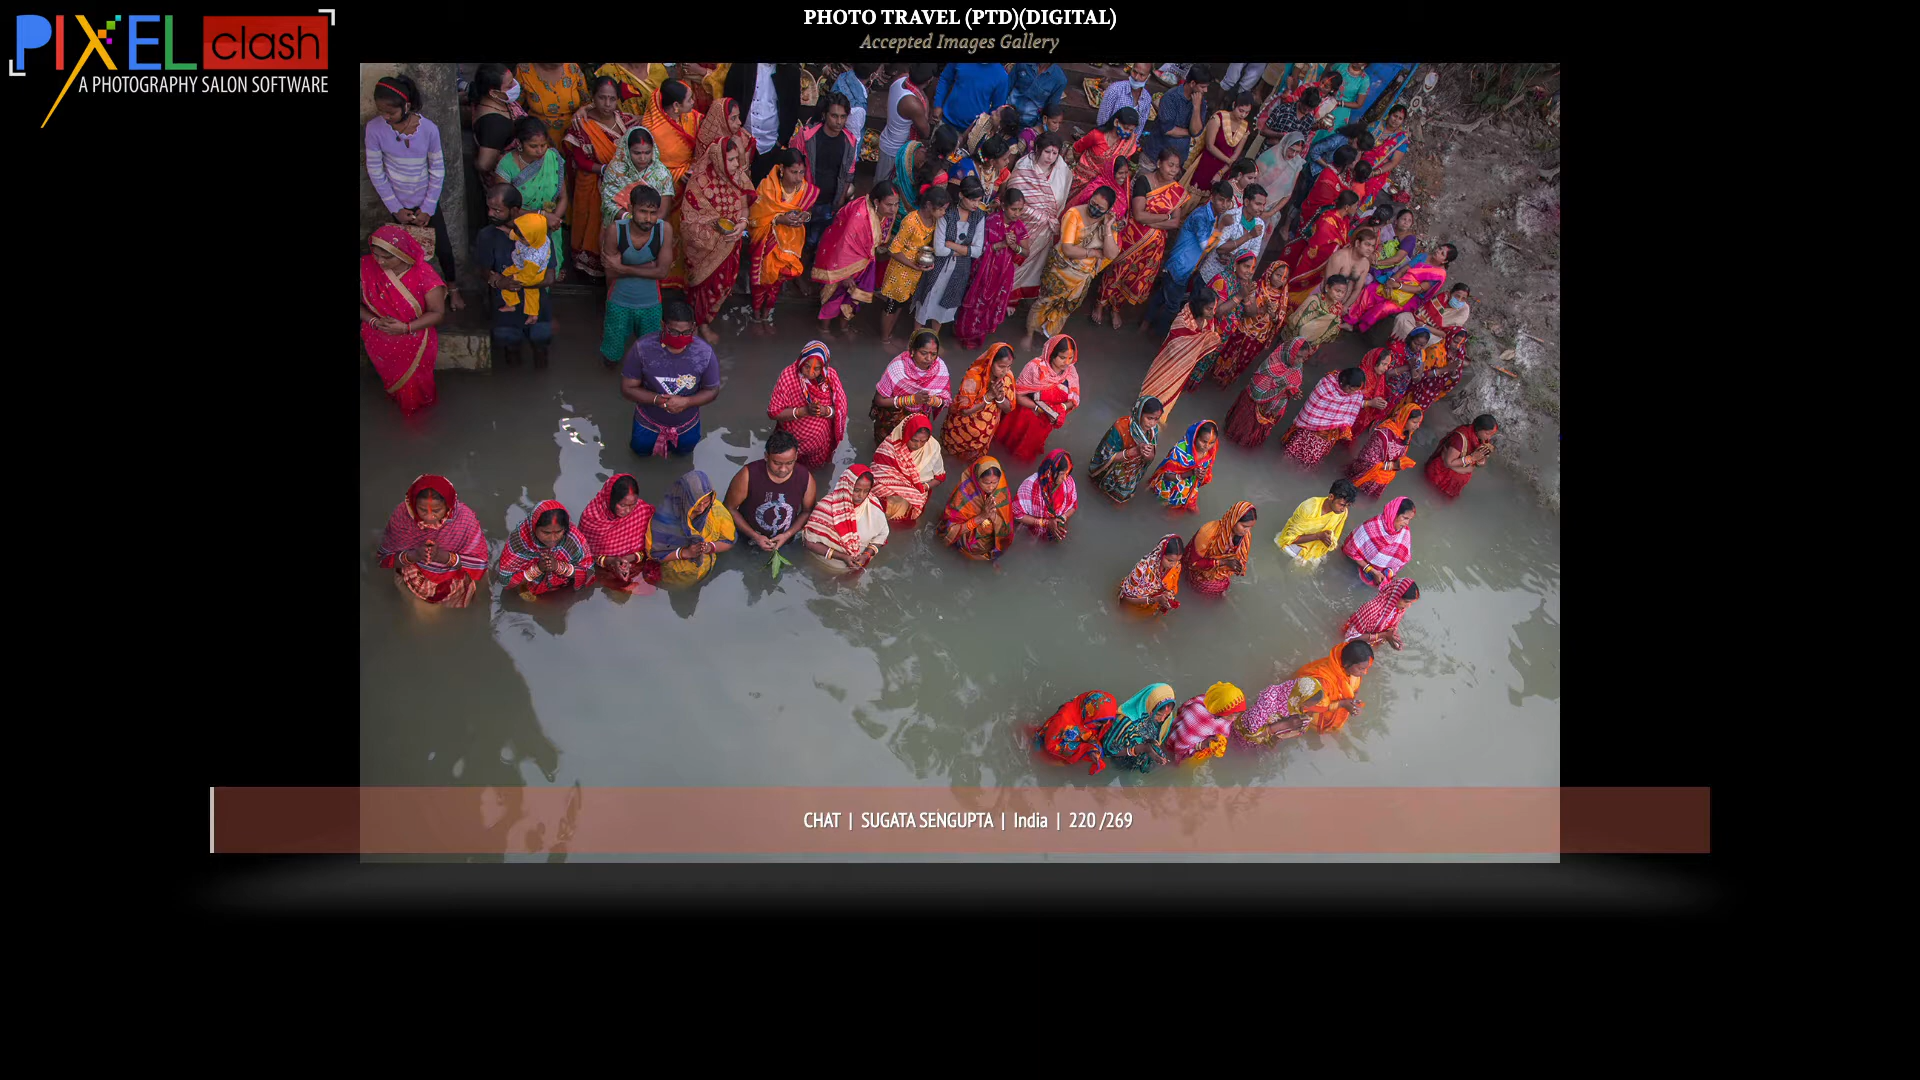 PHOTO TRAVEL (PTD)(DIGITAL)
Accepted Images Gallery
PIXEL clash
A PHOTOGRAPHY SALON SOFTWARE
CHAT | SUGATA SENGUPTA | India | 220 /269